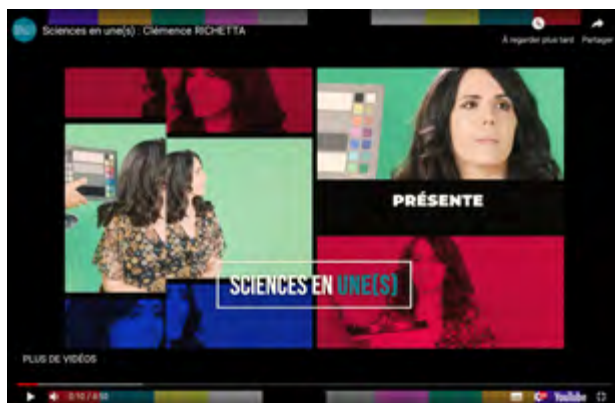 Sciences en une(s) : Clémence RICHETTA
À regarder plus tard
Partager
PRÉSENTE
SCIENCES EN UNE(S)
PLUS DE VIDÉOS
0:10 / 4:50
YouTube